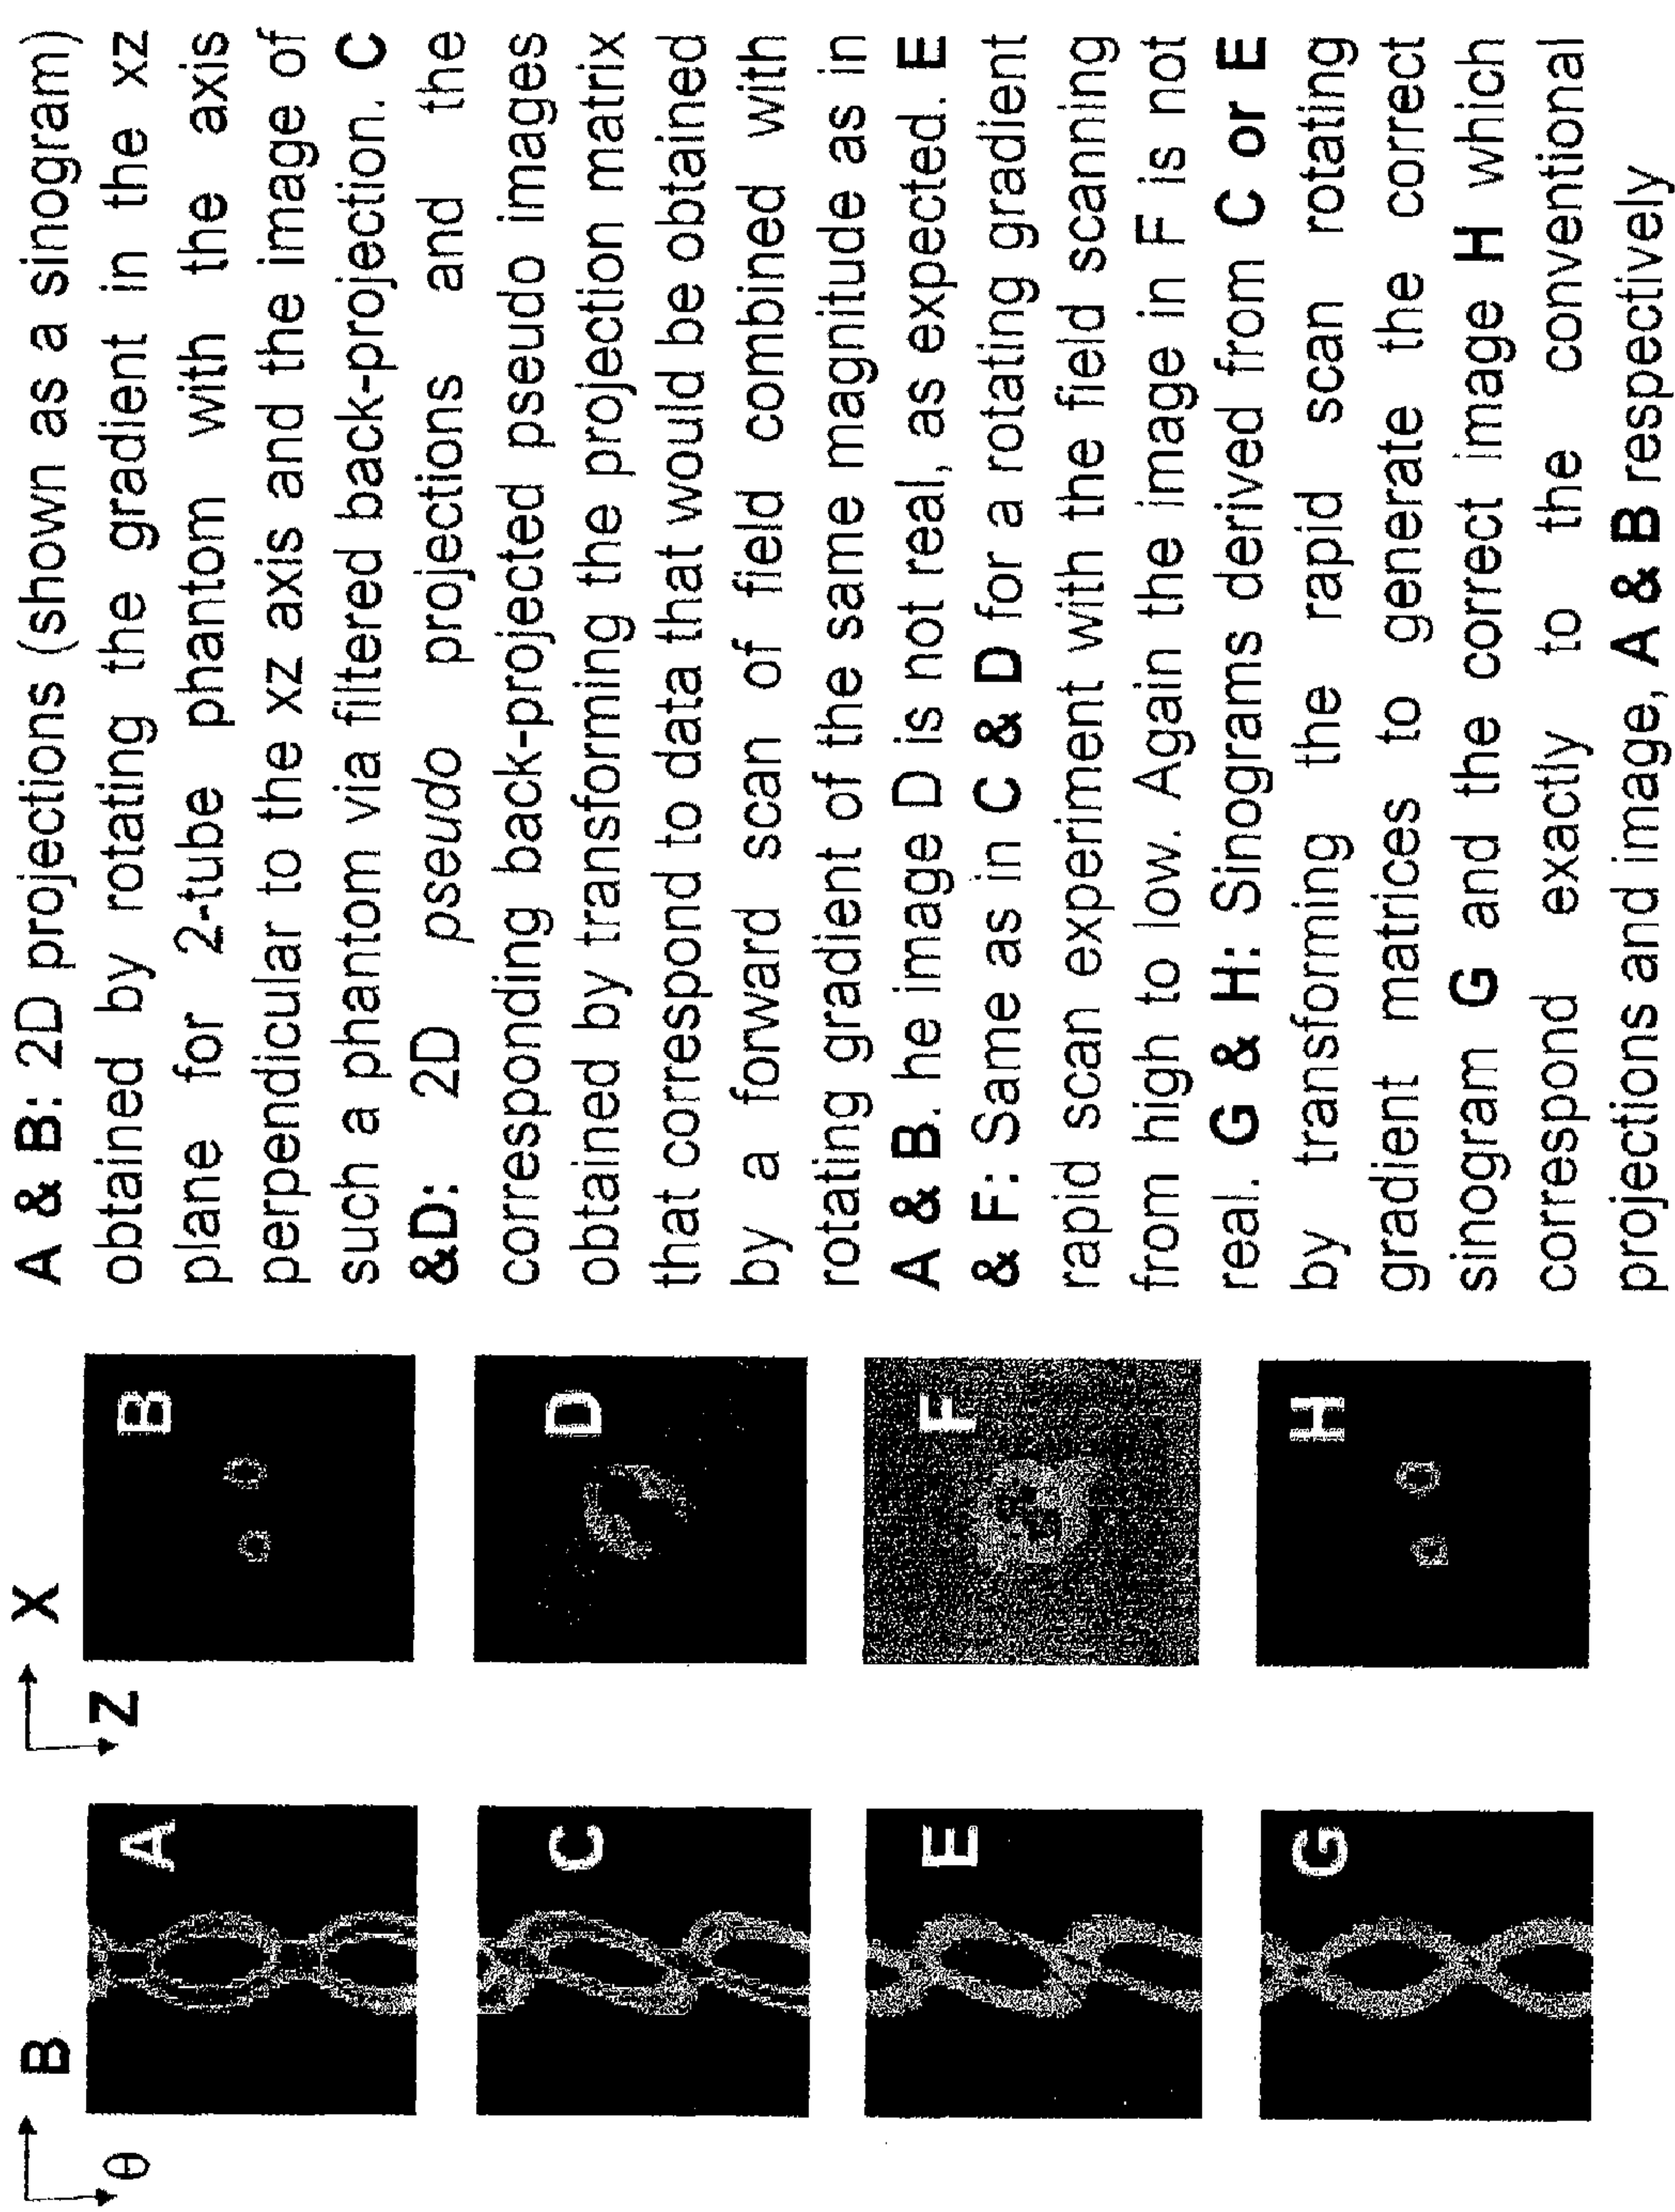 B
θ
X
Z
A
B
C
D
E
F
G
H
A & B: 2D projections (shown as a sinogram)
obtained by rotating the gradient in the xz
plane for 2-tube phantom with the axis
perpendicular to the xz axis and the image of
such a phantom via filtered back-projection. C
&D: 2D pseudo projections and the
corresponding back-projected pseudo images
obtained by transforming the projection matrix
that correspond to data that would be obtained
by a forward scan of field combined with
rotating gradient of the same magnitude as in
A & B. he image D is not real, as expected. E
& F: Same as in C & D for a rotating gradient
rapid scan experiment with the field scanning
from high to low. Again the image in F is not
real. G & H: Sinograms derived from C or E
by transforming the rapid scan rotating
gradient matrices to generate the correct
sinogram G and the correct image H which
correspond exactly to the conventional
projections and image, A & B respectively